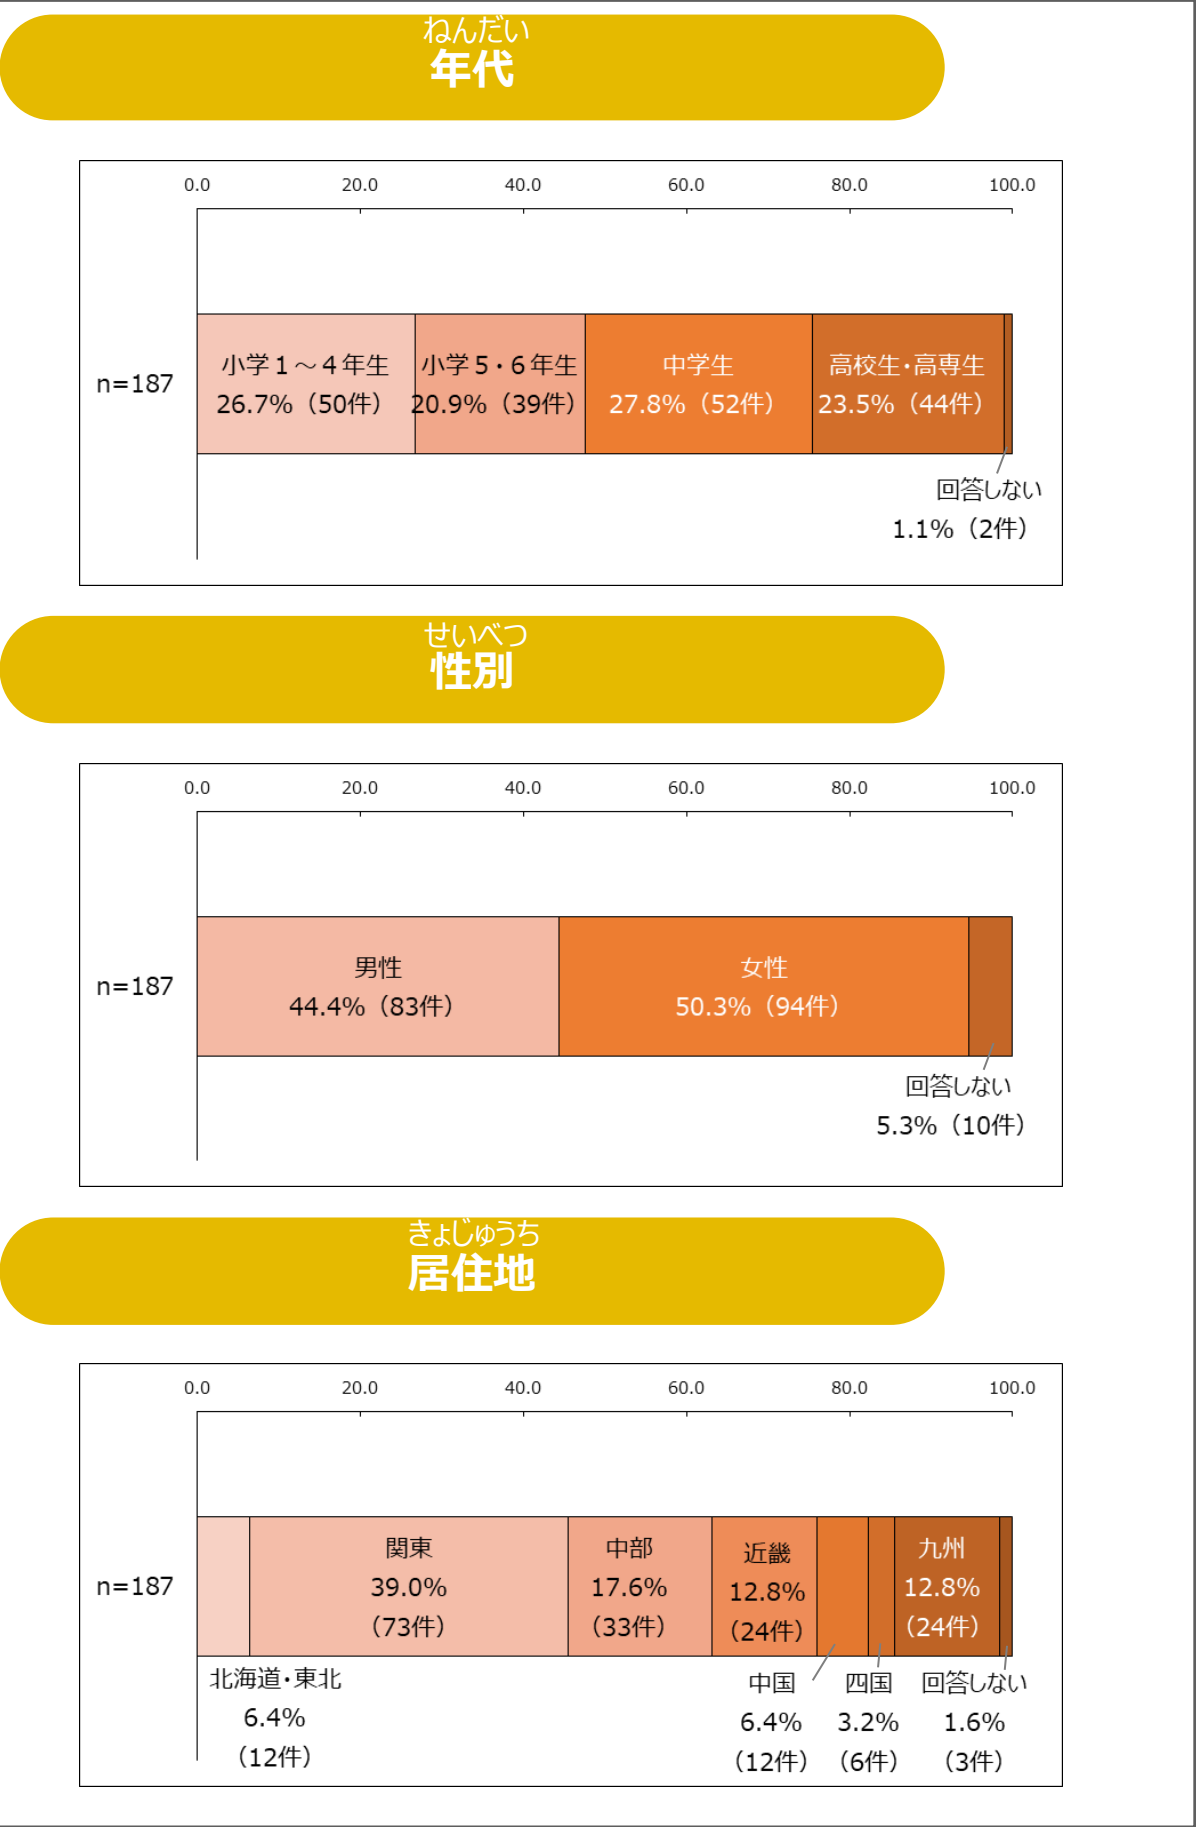 ねんだい
年代
0.0 20.0 40.0 60.0 80.0 100.0
n=187
小学１～４年生
26.7%（50件）
小学５・６年生
20.9%（39件）
中学生
27.8%（52件）
高校生・高専生
23.5%（44件）
回答しない
1.1%（2件）
せいべつ
性別
0.0 20.0 40.0 60.0 80.0 100.0
n=187
男性
44.4%（83件）
女性
50.3%（94件）
回答しない
5.3%（10件）
きょじゅうち
居住地
0.0 20.0 40.0 60.0 80.0 100.0
n=187
北海道・東北
6.4%
（12件）
関東
39.0%
（73件）
中部
17.6%
（33件）
近畿
12.8%
（24件）
中国
6.4%
（12件）
四国
3.2%
（6件）
九州
12.8%
（24件）
回答しない
1.6%
（3件）